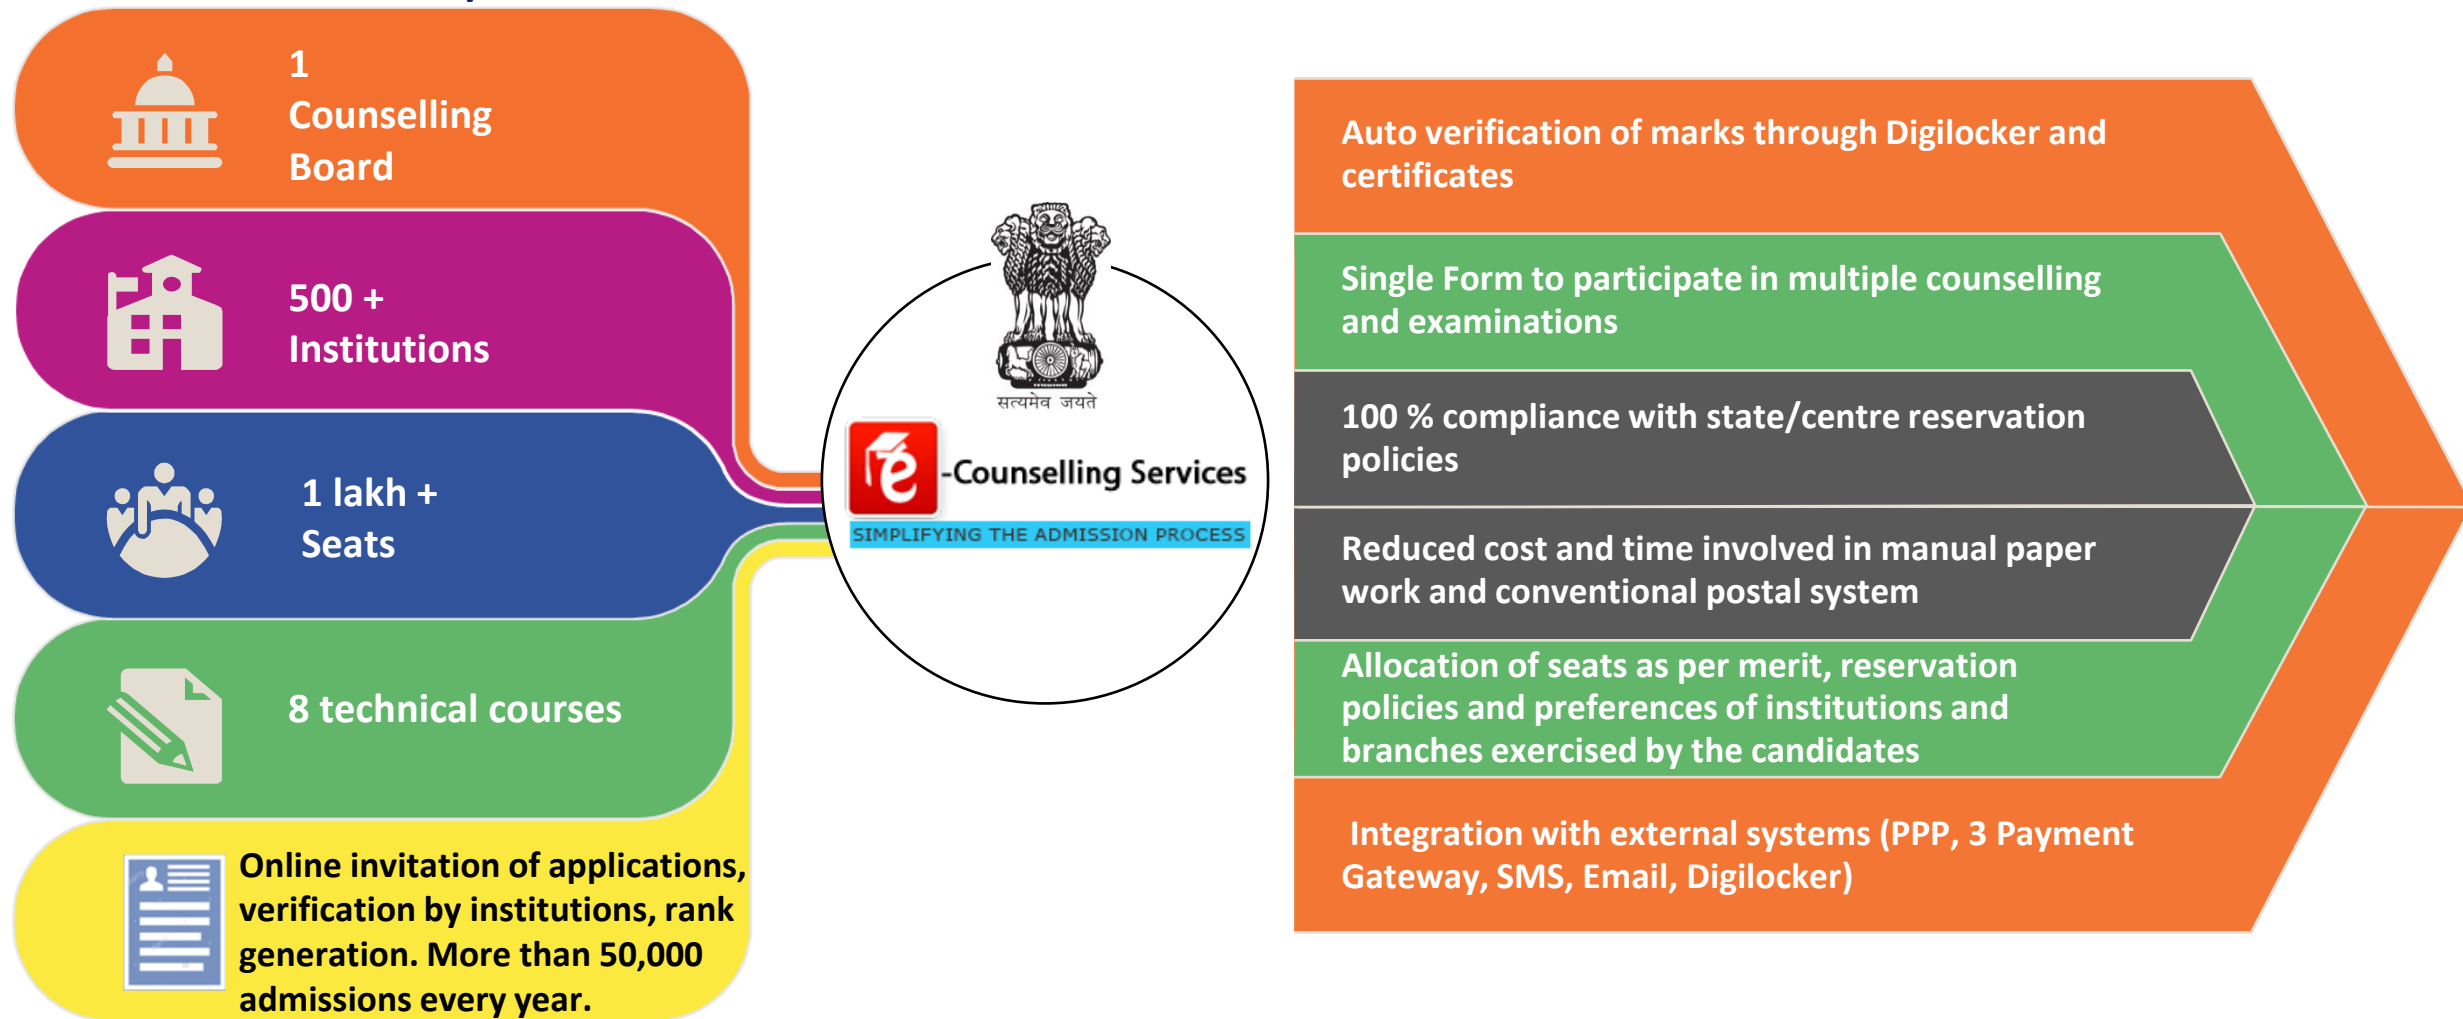 1
Counselling
Board
500 +
Institutions
1 lakh +
Seats
8 technical courses
Online invitation of applications,
verification by institutions, rank
generation. More than 50,000
admissions every year.
सत्यमेव जयते
e-Counselling Services
SIMPLIFYING THE ADMISSION PROCESS
Auto verification of marks through Digilocker and
certificates
Single Form to participate in multiple counselling
and examinations
100 % compliance with state/centre reservation
policies
Reduced cost and time involved in manual paper
work and conventional postal system
Allocation of seats as per merit, reservation
policies and preferences of institutions and
branches exercised by the candidates
Integration with external systems (PPP, 3 Payment
Gateway, SMS, Email, Digilocker)